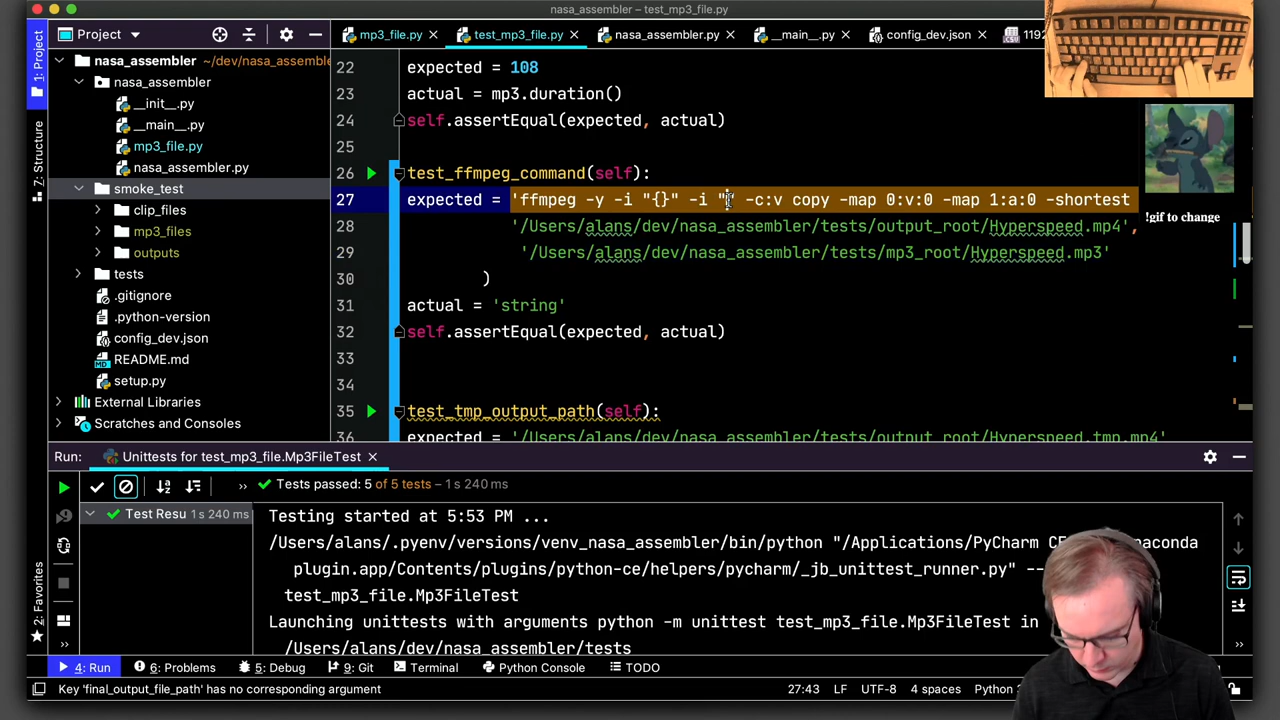 nasa_assembler – test_mp3_file.py
Project
mp3_file.py
test_mp3_file.py
nasa_assembler.py
__main__.py
config_dev.json
1192
1: Project
Z: Structure
2: Favorites
nasa_assembler ~/dev/nasa_assemble
nasa_assembler
__init__.py
__main__.py
mp3_file.py
nasa_assembler.py
smoke_test
clip_files
mp3_files
outputs
tests
.gitignore
.python-version
config_dev.json
README.md
setup.py
External Libraries
Scratches and Consoles
22 expected = 108
23 actual = mp3.duration()
24 self.assertEqual(expected, actual)
25
26 test_ffmpeg_command(self):
27 expected = 'ffmpeg -y -i "{}" -i " -c:v copy -map 0:v:0 -map 1:a:0 -shortest
28 '/Users/alans/dev/nasa_assembler/tests/output_root/Hyperspeed.mp4',
29 '/Users/alans/dev/nasa_assembler/tests/mp3_root/Hyperspeed.mp3'
30 )
31 actual = 'string'
32 self.assertEqual(expected, actual)
33
34
35 test_tmp_output_path(self):
36 expected = '/Users/alans/dev/nasa_assembler/tests/output_root/Hyperspeed.tmp.mp4'
!gif to change
Run: Unittests for test_mp3_file.Mp3FileTest
Tests passed: 5 of 5 tests – 1 s 240 ms
Test Resu 1 s 240 ms
Testing started at 5:53 PM ...
/Users/alans/.pyenv/versions/venv_nasa_assembler/bin/python "/Applications/PyCharm CE naconda
plugin.app/Contents/plugins/python-ce/helpers/pycharm/_jb_unittest_runner.py" --
test_mp3_file.Mp3FileTest
Launching unittests with arguments python -m unittest test_mp3_file.Mp3FileTest in
/Users/alans/dev/nasa_assembler/tests
4: Run
6: Problems
5: Debug
9: Git
Terminal
Python Console
TODO
Key 'final_output_file_path' has no corresponding argument
27:43 LF UTF-8 4 spaces Python